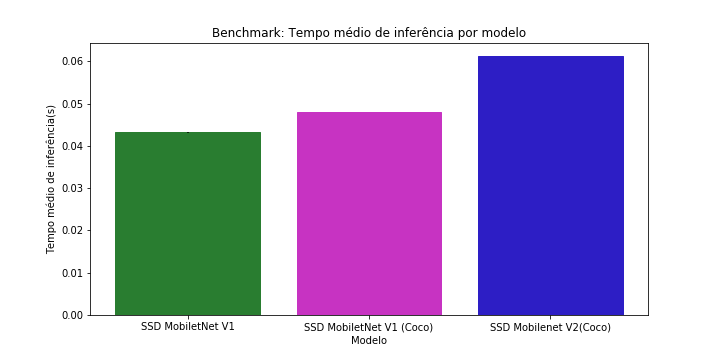 Benchmark: Tempo médio de inferência por modelo
Tempo médio de inferência(s)
0.06
0.05
0.04
0.03
0.02
0.01
0.00
SSD MobiletNet V1
SSD MobiletNet V1 (Coco)
SSD Mobilenet V2(Coco)
Modelo